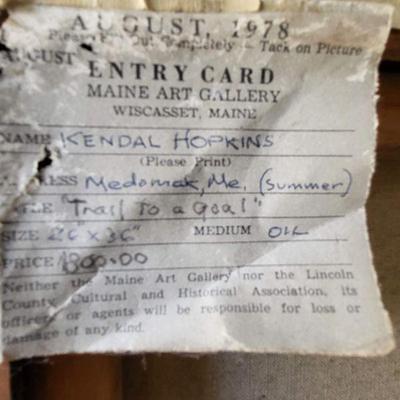 AUGUST, 1978
Please Fill Out Completely — Tack on Picture
AUGUST
ENTRY CARD
MAINE ART GALLERY
WISCASSET, MAINE
NAME KENDAL HOPKINS
(Please Print)
Medomak, Me. (summer)
"Trail To a Goal"
SIZE 26 x 36" MEDIUM OIL
PRICE $800.00
Neither the Maine Art Gallery nor the Lincoln
County Cultural and Historical Association, its
officers or agents will be responsible for loss or
damage of any kind.